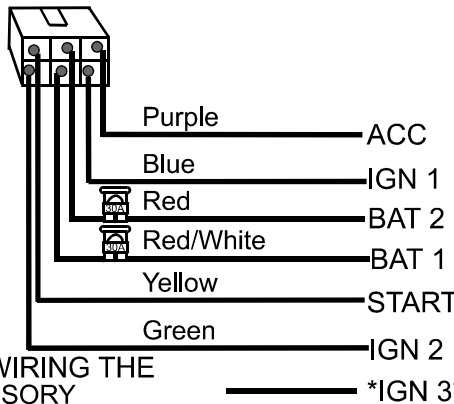 Purple
ACC
Blue
IGN 1
Red
30A
BAT 2
Red/White
30A
BAT 1
Yellow
START
Green
IGN 2
WIRING THE
SORY
*IGN 3